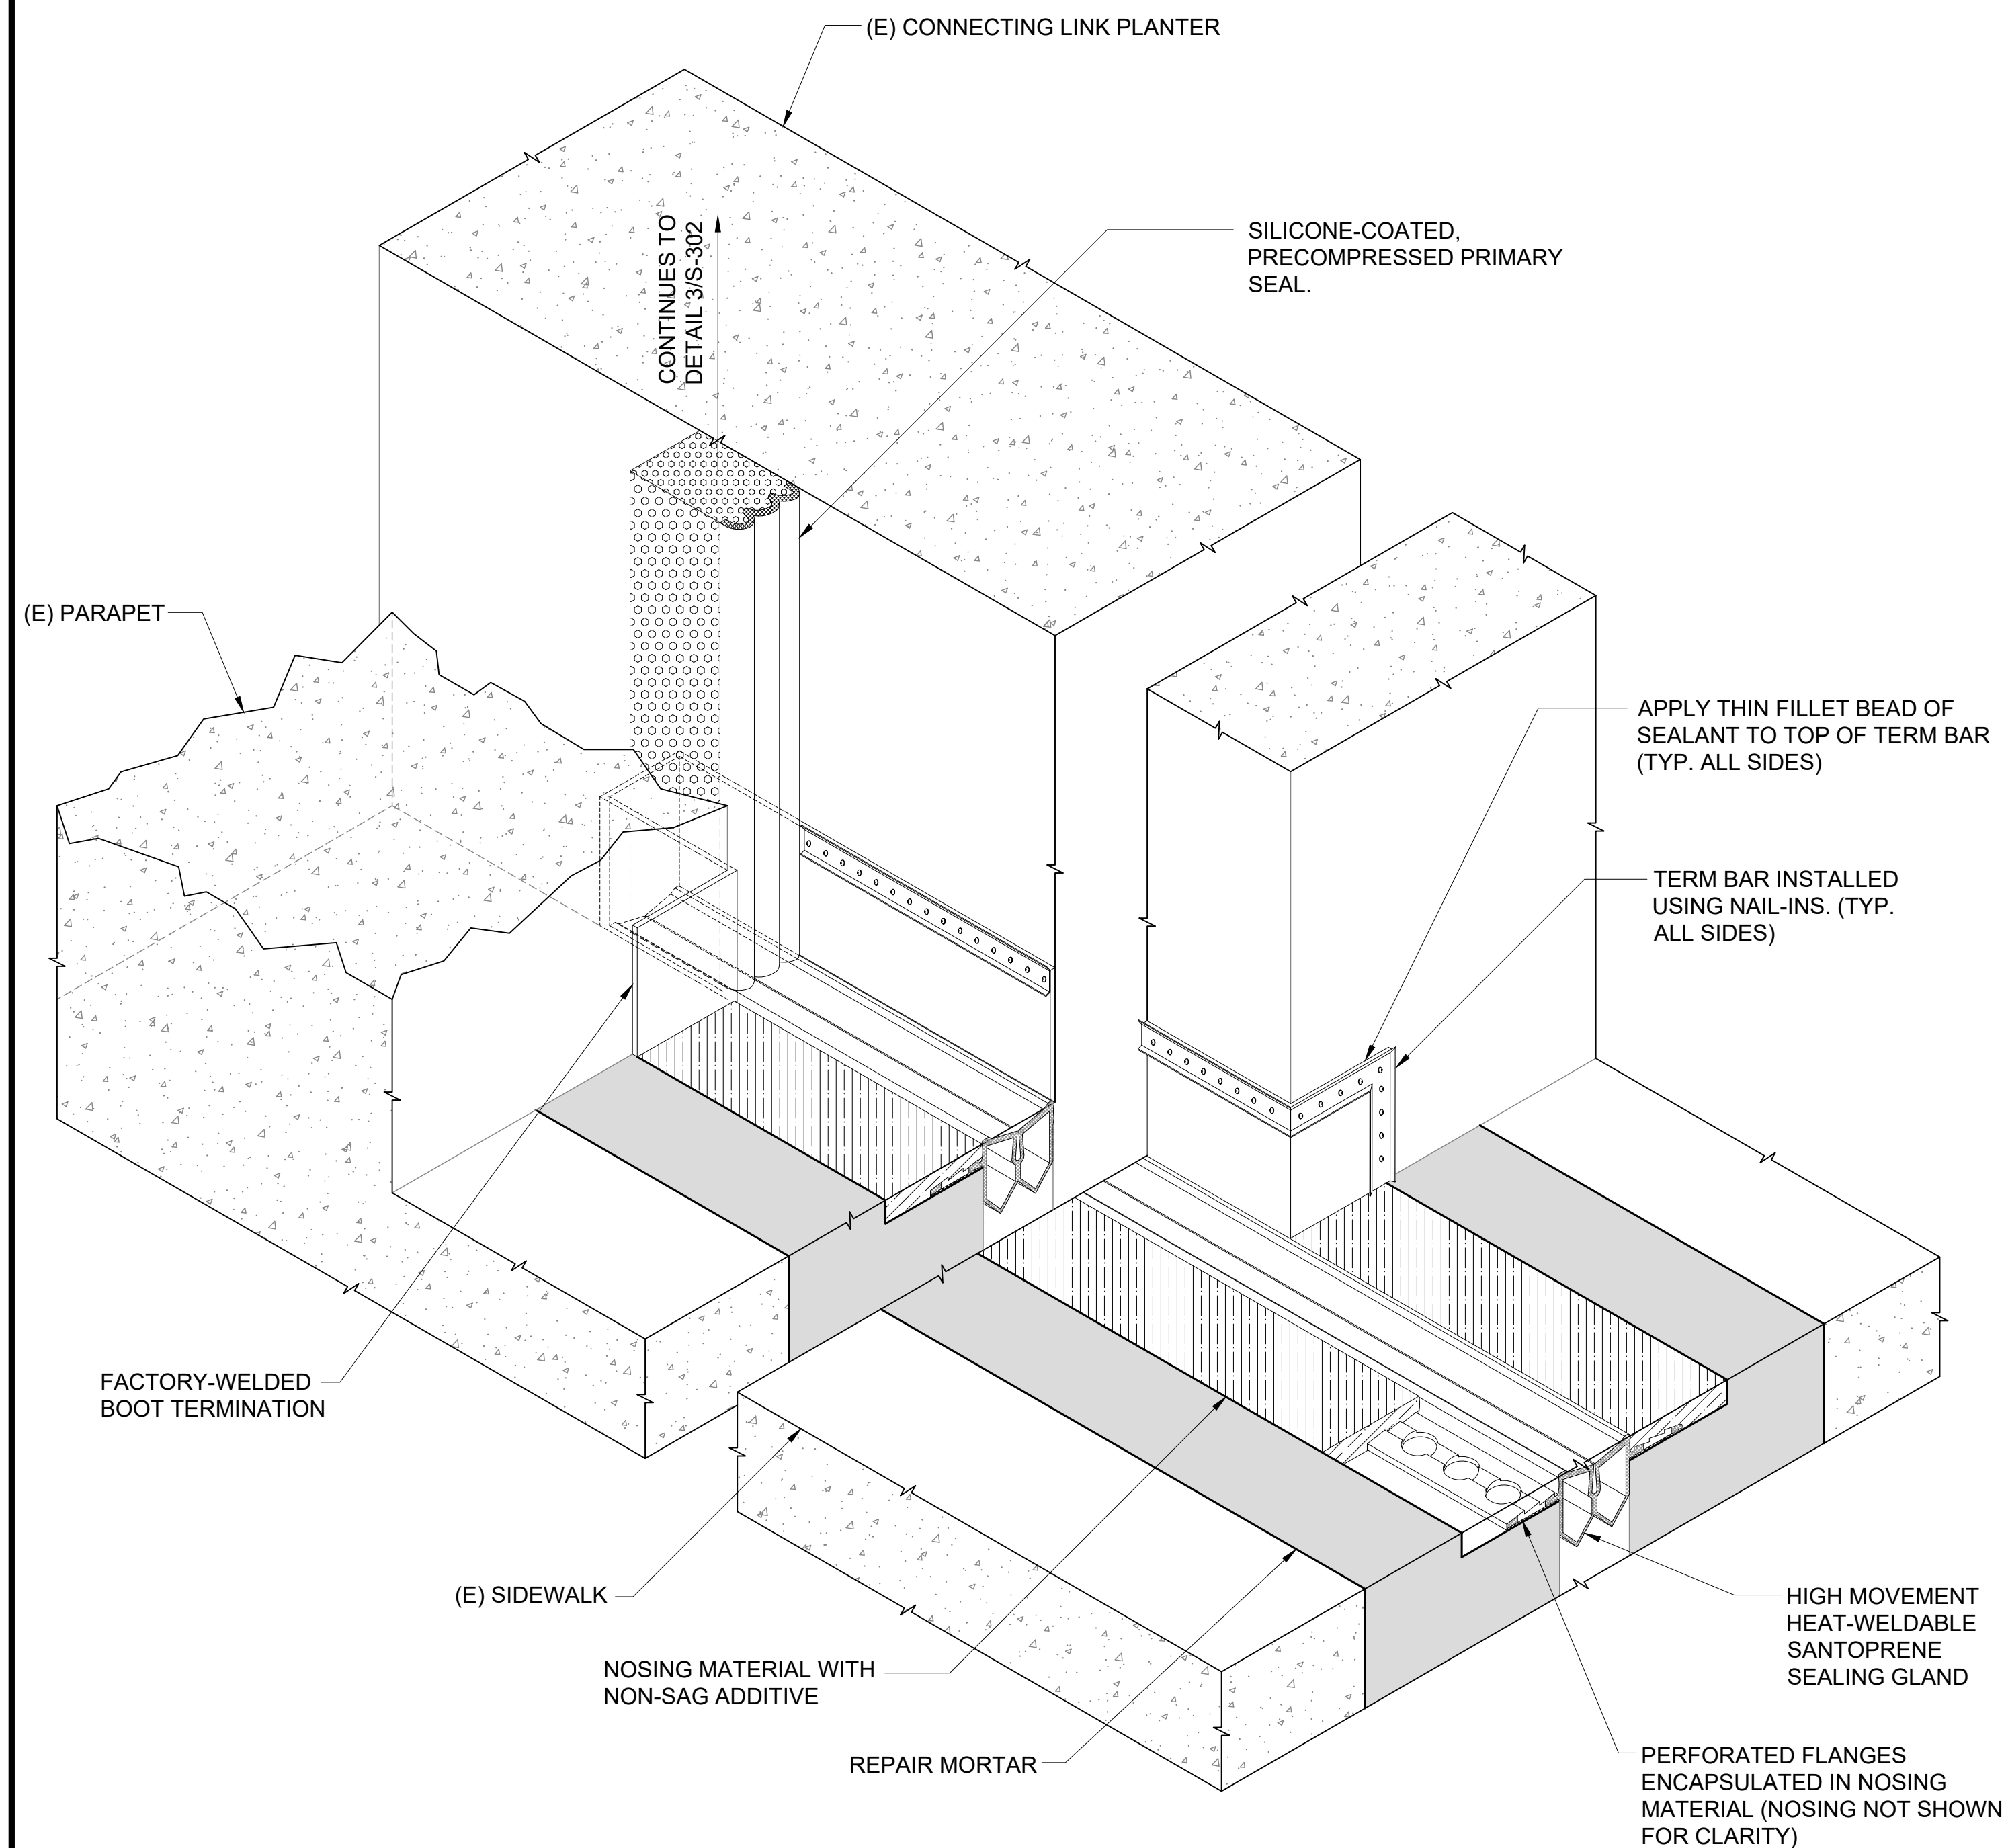 (E) CONNECTING LINK PLANTER
CONTINUES TO
DETAIL 3/S-302
SILICONE-COATED,
PRECOMPRESSED PRIMARY
SEAL.
(E) PARAPET
APPLY THIN FILLET BEAD OF
SEALANT TO TOP OF TERM BAR
(TYP. ALL SIDES)
TERM BAR INSTALLED
USING NAIL-INS. (TYP.
ALL SIDES)
FACTORY-WELDED
BOOT TERMINATION
(E) SIDEWALK
NOSING MATERIAL WITH
NON-SAG ADDITIVE
REPAIR MORTAR
HIGH MOVEMENT
HEAT-WELDABLE
SANTOPRENE
SEALING GLAND
PERFORATED FLANGES
ENCAPSULATED IN NOSING
MATERIAL (NOSING NOT SHOWN
FOR CLARITY)